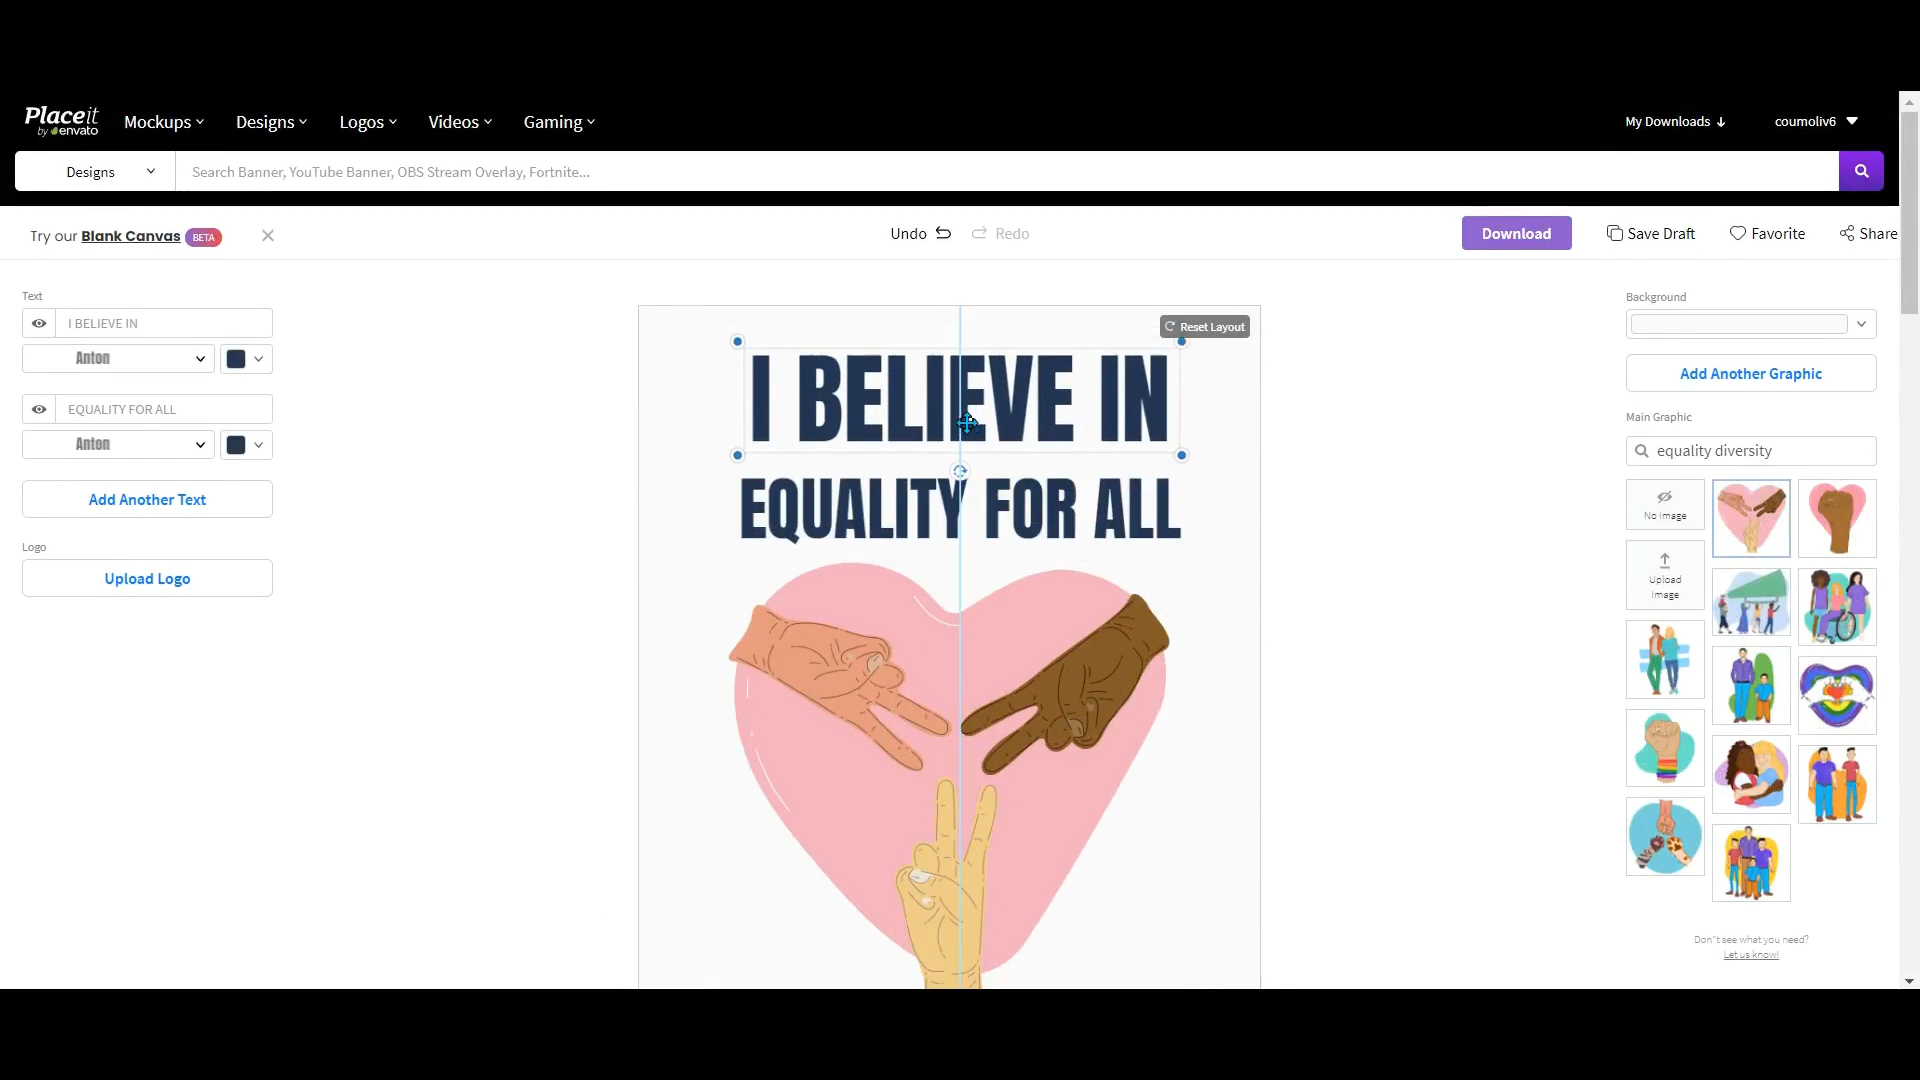 Placeit
by envato
Mockups
Designs
Logos
Videos
Gaming
My Downloads
coumoliv6
Designs
Search Banner, YouTube Banner, OBS Stream Overlay, Fortnite...
Try our Blank Canvas BETA
Undo
Redo
Download
Save Draft
Favorite
Share
Text
I BELIEVE IN
Anton
EQUALITY FOR ALL
Anton
Add Another Text
Logo
Upload Logo
Reset Layout
I BELIEVE IN
EQUALITY FOR ALL
Background
Add Another Graphic
Main Graphic
equality diversity
No Image
Upload
Image
Don"t see what you need?
Let us know!